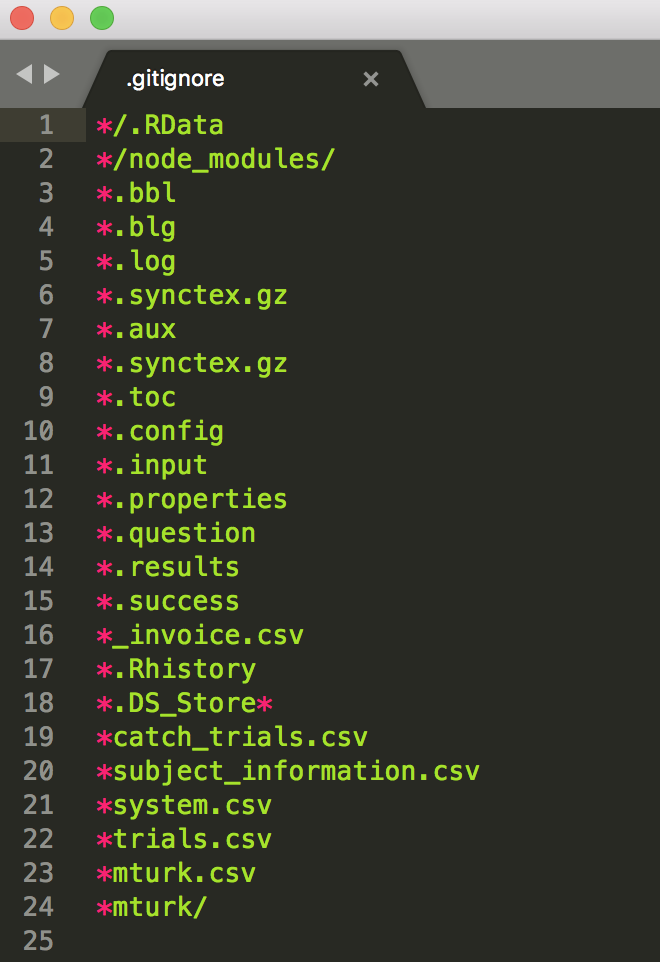 .gitignore ×
1 */.RData
2 */node_modules/
3 *.bbl
4 *.blg
5 *.log
6 *.synctex.gz
7 *.aux
8 *.synctex.gz
9 *.toc
10 *.config
11 *.input
12 *.properties
13 *.question
14 *.results
15 *.success
16 *_invoice.csv
17 *.Rhistory
18 *.DS_Store*
19 *catch_trials.csv
20 *subject_information.csv
21 *system.csv
22 *trials.csv
23 *mturk.csv
24 *mturk/
25